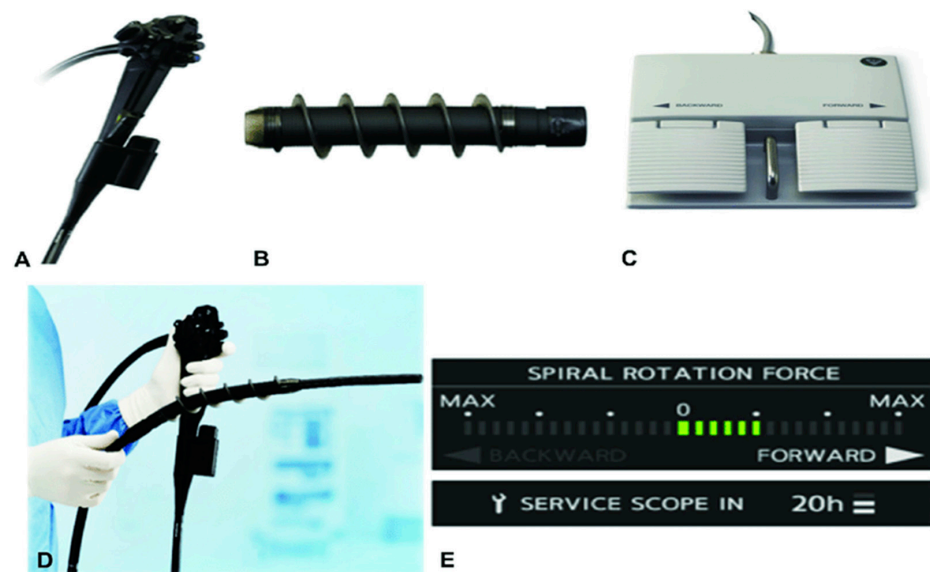 A
B
BACKWARD
FORWARD
C
D
SPIRAL ROTATION FORCE
MAX
0
MAX
BACKWARD
FORWARD
SERVICE SCOPE IN
20h
E